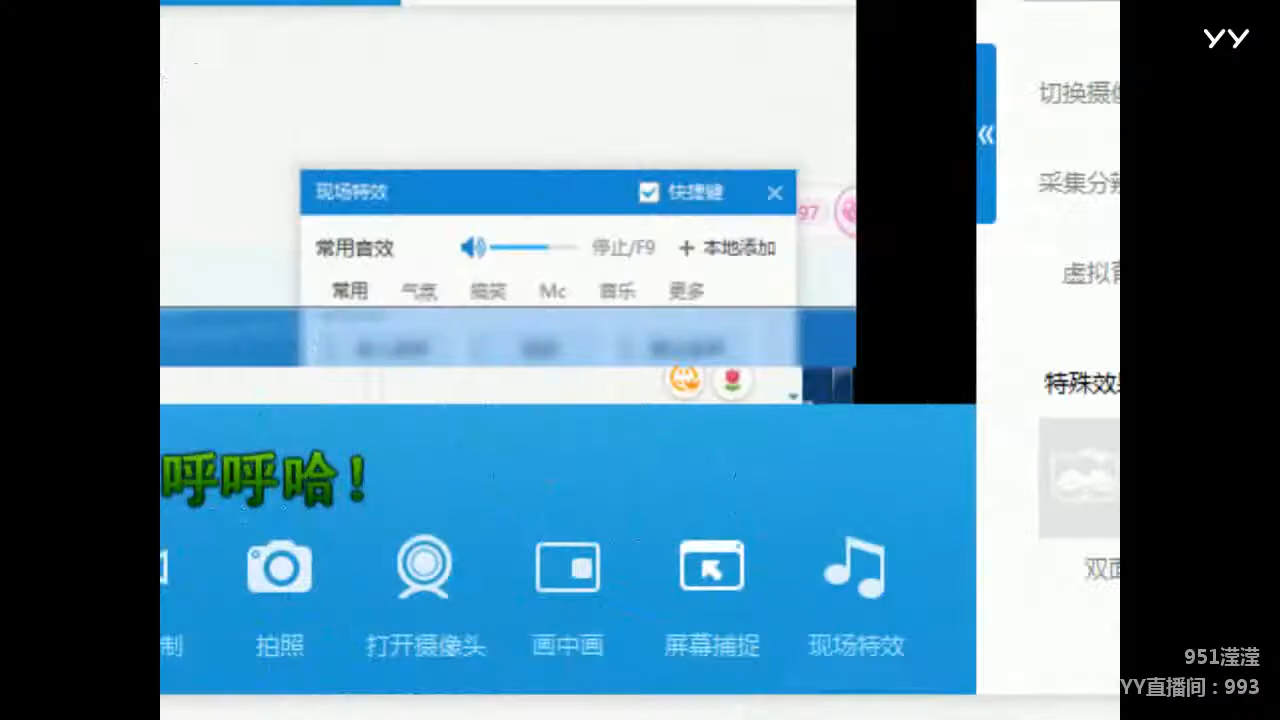 YY
切换摄
采集分
现场特效 快捷键
97
常用音效 停止/F9 + 本地添加
虚拟
常用 气氛 搞笑 Mc 音乐 更多
特殊效
呼呼哈！
双面
制 拍照 打开摄像头 画中画 屏幕捕捉 现场特效
951滢滢
YY直播间：993